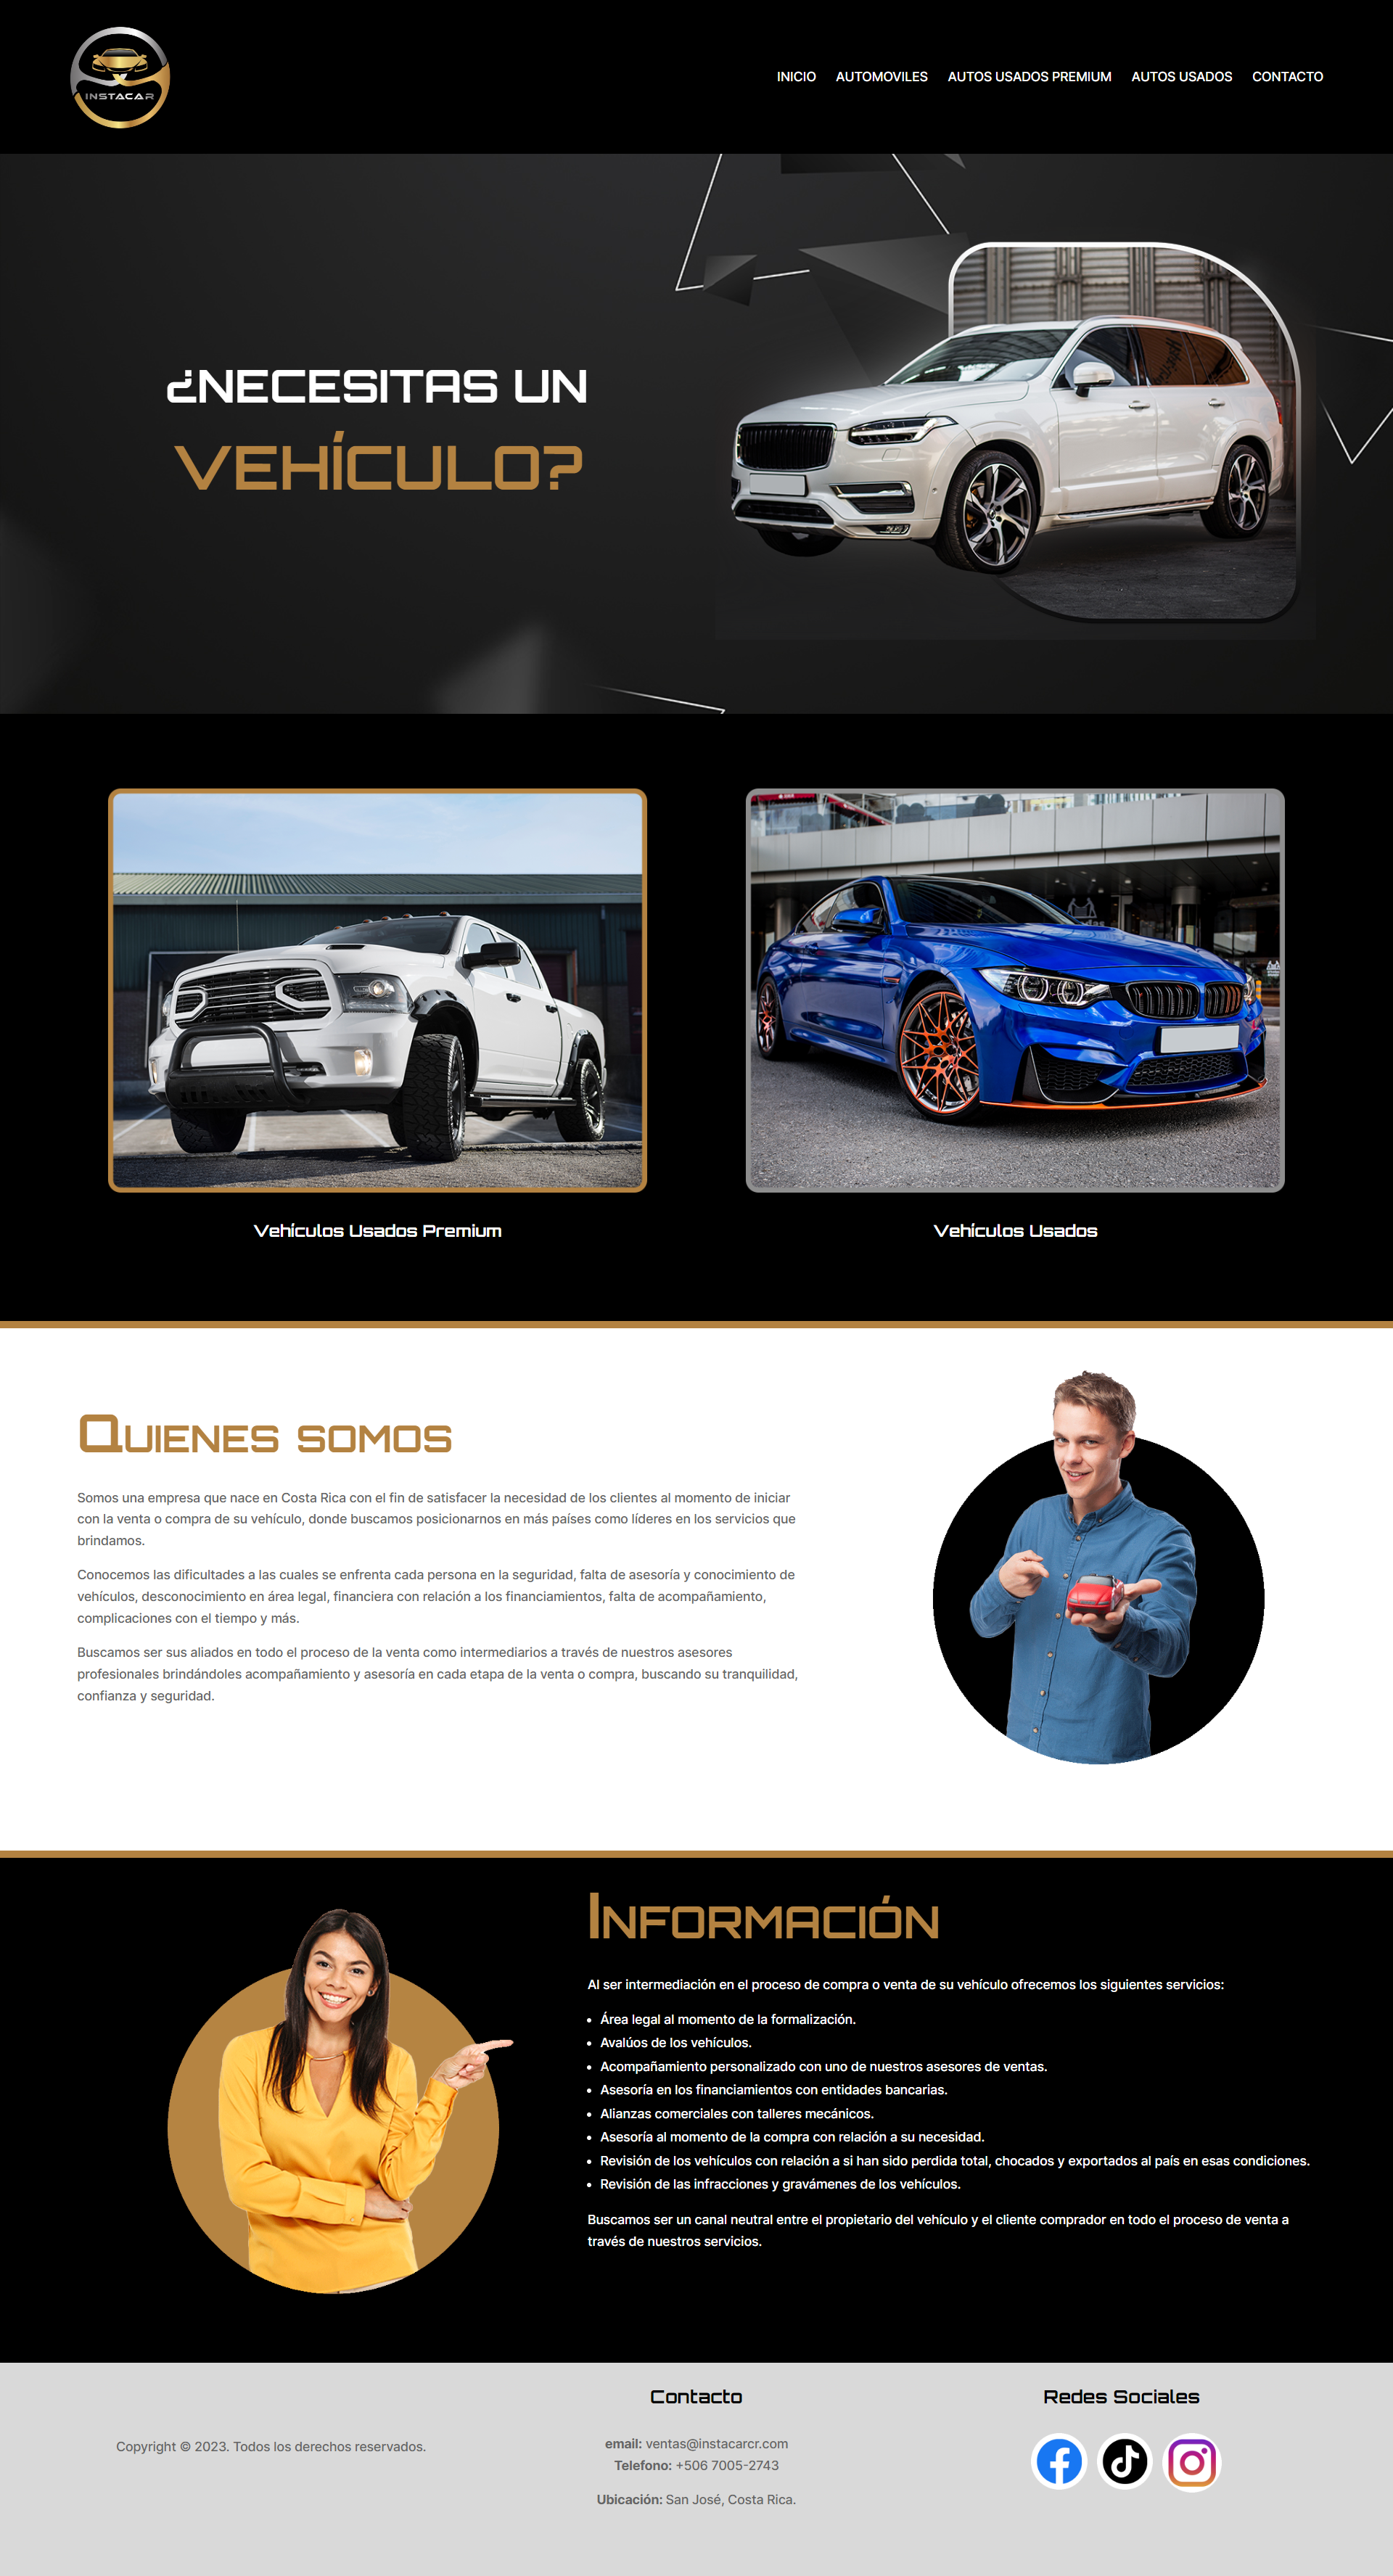 INSTACAR
INICIO
AUTOMOVILES
AUTOS USADOS PREMIUM
AUTOS USADOS
CONTACTO
¿NECESITAS UN
VEHÍCULO?
Vehículos Usados Premium
Vehículos Usados
Quienes somos
Somos una empresa que nace en Costa Rica con el fin de satisfacer la necesidad de los clientes al momento de iniciar
con la venta o compra de su vehículo, donde buscamos posicionarnos en más países como líderes en los servicios que
brindamos.
Conocemos las dificultades a las cuales se enfrenta cada persona en la seguridad, falta de asesoría y conocimiento de
vehículos, desconocimiento en área legal, financiera con relación a los financiamientos, falta de acompañamiento,
complicaciones con el tiempo y más.
Buscamos ser sus aliados en todo el proceso de la venta como intermediarios a través de nuestros asesores
profesionales brindándoles acompañamiento y asesoría en cada etapa de la venta o compra, buscando su tranquilidad,
confianza y seguridad.
Información
Al ser intermediación en el proceso de compra o venta de su vehículo ofrecemos los siguientes servicios:
• Área legal al momento de la formalización.
• Avalúos de los vehículos.
• Acompañamiento personalizado con uno de nuestros asesores de ventas.
• Asesoría en los financiamientos con entidades bancarias.
• Alianzas comerciales con talleres mecánicos.
• Asesoría al momento de la compra con relación a su necesidad.
• Revisión de los vehículos con relación a si han sido perdida total, chocados y exportados al país en esas condiciones.
• Revisión de las infracciones y gravámenes de los vehículos.
Buscamos ser un canal neutral entre el propietario del vehículo y el cliente comprador en todo el proceso de venta a
través de nuestros servicios.
Copyright © 2023. Todos los derechos reservados.
Contacto
email: ventas@instacarcr.com
Telefono: +506 7005-2743
Ubicación: San José, Costa Rica.
Redes Sociales